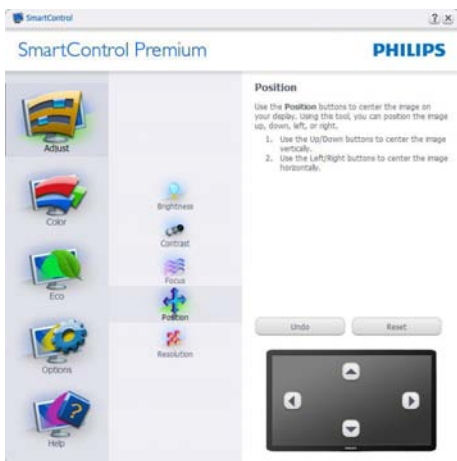 SmartControl
SmartControl Premium
PHILIPS
Adjust
Color
Eco
Options
Help
Brightness
Contrast
Focus
Position
Resolution
Position
Use the Position buttons to center the image on
your display. Using this tool, you can position the image
up, down, left, or right.
1. Use the Up/Down buttons to center the image
vertically.
2. Use the Left/Right buttons to center the image
horizontally.
Undo
Reset
PHILIPS